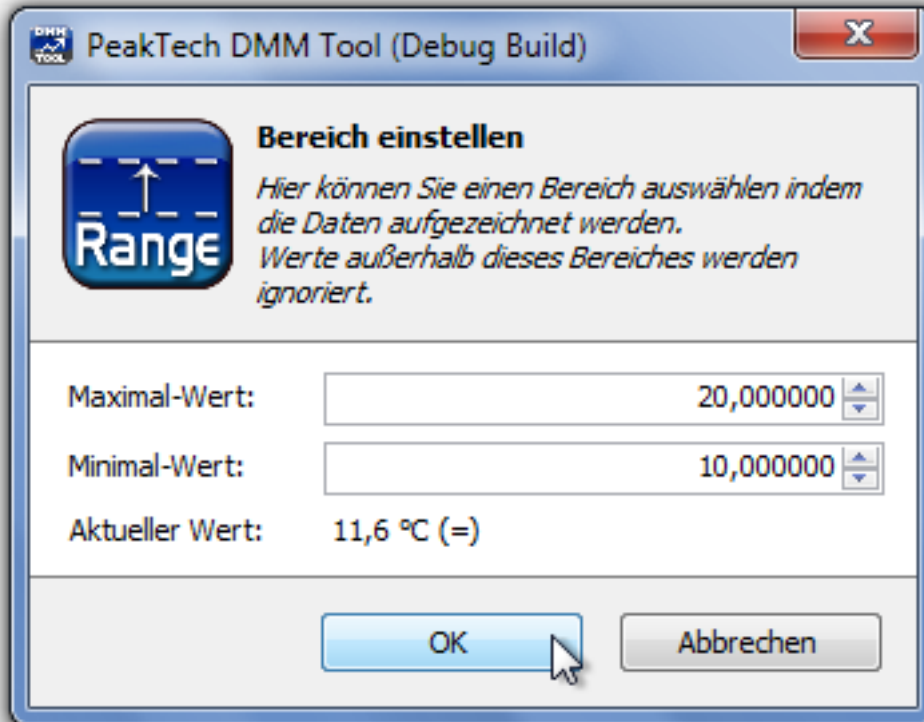 DMM
TOOL
PeakTech DMM Tool (Debug Build)
Range
Bereich einstellen
Hier können Sie einen Bereich auswählen indem
die Daten aufgezeichnet werden.
Werte außerhalb dieses Bereiches werden
ignoriert.
Maximal-Wert: 20,000000
Minimal-Wert: 10,000000
Aktueller Wert: 11,6 °C (=)
OK Abbrechen